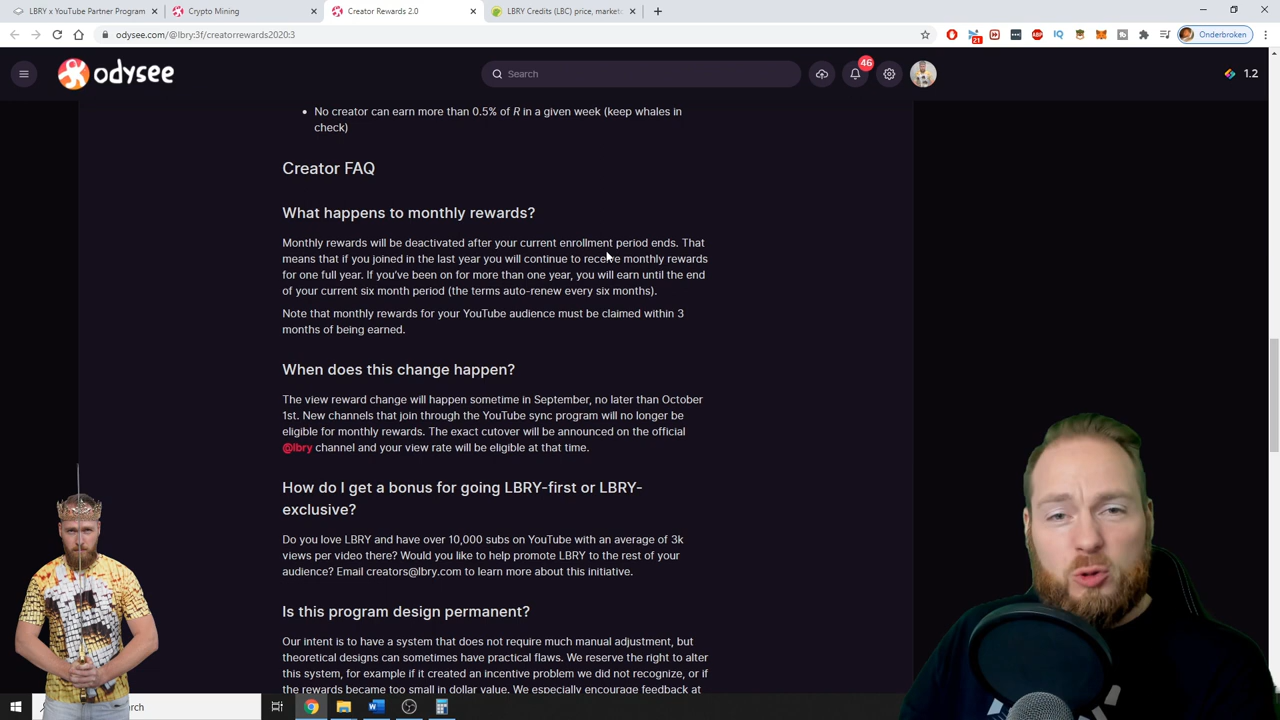 LBRY x YouTube Partner Program
Crypto Mining
Creator Rewards 2.0
LBRY Credits (LBC) price, market
odysee.com/@lbry:3f/creatorrewards2020:3
21
ABP
IQ
Onderbroken
odysee
Search
46
1.2
No creator can earn more than 0.5% of R in a given week (keep whales in
check)
Creator FAQ
What happens to monthly rewards?
Monthly rewards will be deactivated after your current enrollment period ends. That
means that if you joined in the last year you will continue to receive monthly rewards
for one full year. If you've been on for more than one year, you will earn until the end
of your current six month period (the terms auto-renew every six months).
Note that monthly rewards for your YouTube audience must be claimed within 3
months of being earned.
When does this change happen?
The view reward change will happen sometime in September, no later than October
1st. New channels that join through the YouTube sync program will no longer be
eligible for monthly rewards. The exact cutover will be announced on the official
@lbry channel and your view rate will be eligible at that time.
How do I get a bonus for going LBRY-first or LBRY-
exclusive?
Do you love LBRY and have over 10,000 subs on YouTube with an average of 3k
views per video there? Would you like to help promote LBRY to the rest of your
audience? Email creators@lbry.com to learn more about this initiative.
Is this program design permanent?
Our intent is to have a system that does not require much manual adjustment, but
theoretical designs can sometimes have practical flaws. We reserve the right to alter
this system, for example if it created an incentive problem we did not recognize, or if
the rewards became too small in dollar value. We especially encourage feedback at
rch